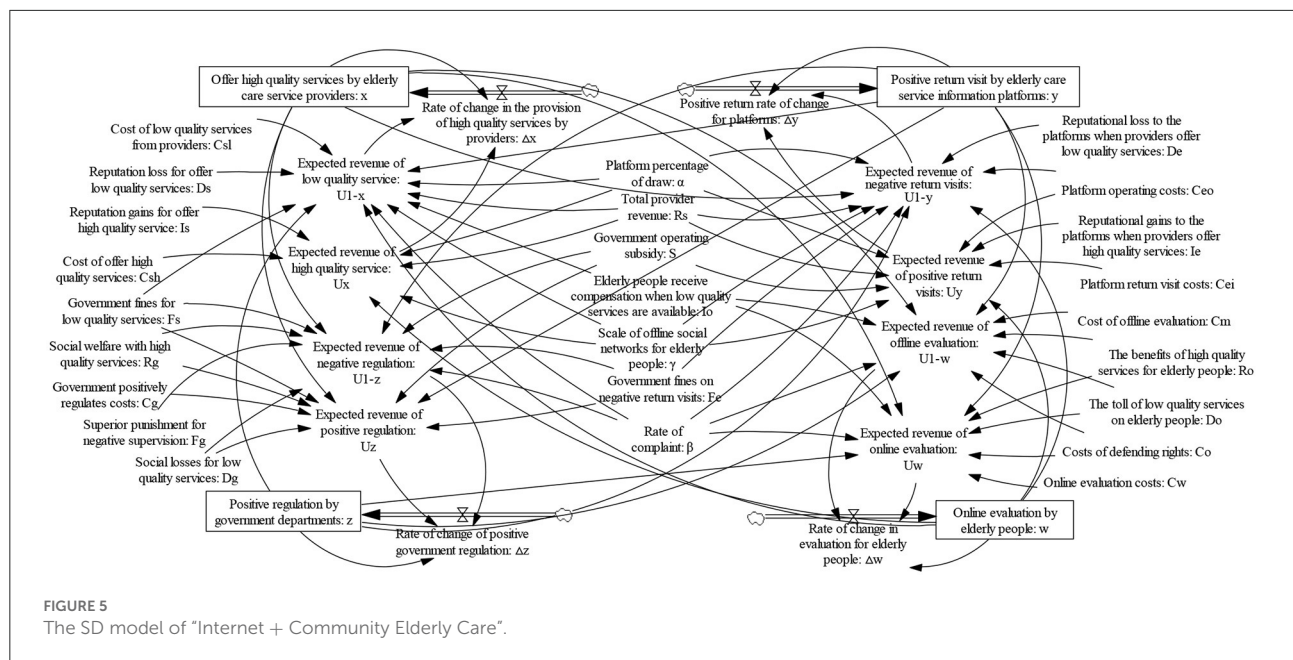 Offer high quality services by elderly
care service providers: x
Rate of change in the provision
of high quality services by
providers: Δx
Positive return rate of change
for platforms: Δy
Positive return visit by elderly care
service information platforms: y
Cost of low quality services
from providers: Csl
Reputation loss for offer
low quality services: Ds
Reputation gains for offer
high quality service: Is
Cost of offer high
quality services: Csh
Government fines for
low quality services: Fs
Social welfare with high
quality services: Rg
Government positively
regulates costs: Cg
Superior punishment for
negative supervision: Fg
Social losses for low
quality services: Dg
Expected revenue of
low quality service:
U1-x
Expected revenue of
high quality service:
Ux
Expected revenue of
negative regulation:
U1-z
Expected revenue of
positive regulation:
Uz
Platform percentage
of draw: α
Total provider
revenue: Rs
Government operating
subsidy: S
Elderly people receive
compensation when low quality
services are available: Io
Scale of offline social
networks for elderly
people: γ
Government fines on
negative return visits: Fe
Rate of
complaint: β
Expected revenue of
negative return visits:
U1-y
Expected revenue
of positive return
visits: Uy
Expected revenue of
offline evaluation:
U1-w
Expected revenue of
online evaluation:
Uw
Reputational loss to the
platforms when providers offer
low quality services: De
Platform operating costs: Ceo
Reputational gains to the
platforms when providers offer
high quality services: Ie
Platform return visit costs: Cei
Cost of offline evaluation: Cm
The benefits of high quality
services for elderly people: Ro
The toll of low quality services
on elderly people: Do
Costs of defending rights: Co
Online evaluation costs: Cw
Positive regulation by
government departments: z
Rate of change of positive
government regulation: Δz
Rate of change in
evaluation for elderly
people: Δw
Online evaluation by
elderly people: w
FIGURE 5
The SD model of “Internet + Community Elderly Care”.